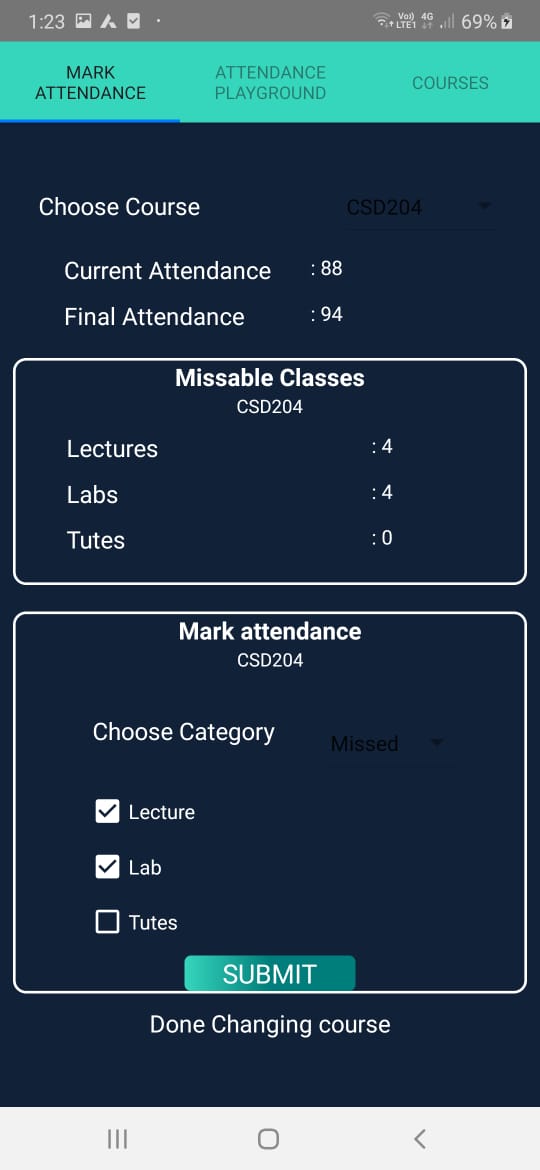 1:23 Vo) 4G LTE1 69%
MARK
ATTENDANCE
ATTENDANCE
PLAYGROUND
COURSES
Choose Course CSD204
Current Attendance : 88
Final Attendance : 94
Missable Classes
CSD204
Lectures : 4
Labs : 4
Tutes : 0
Mark attendance
CSD204
Choose Category Missed
Lecture
Lab
Tutes
SUBMIT
Done Changing course